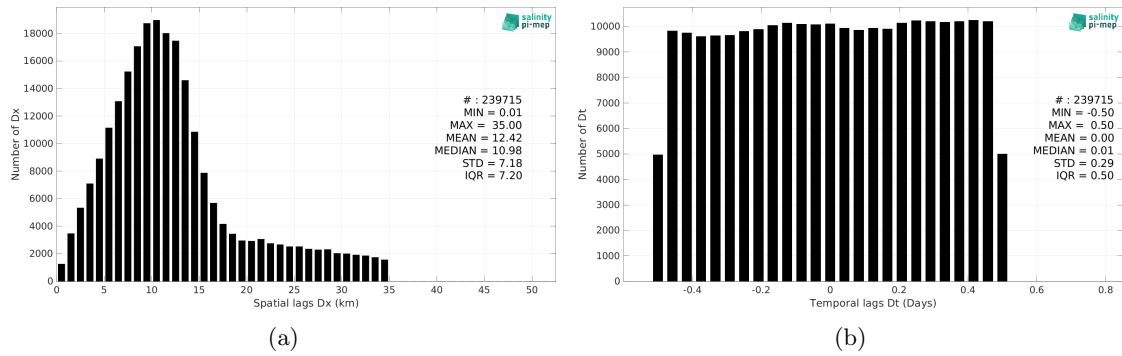 18000
16000
14000
12000
10000
8000
6000
4000
2000
0
Number of Dx
salinity
pi-mep
# : 239715
MIN = 0.01
MAX = 35.00
MEAN = 12.42
MEDIAN = 10.98
STD = 7.18
IQR = 7.20
0 5 10 15 20 25 30 35 40 45 50
Spatial lags Dx (km)
(a)
10000
9000
8000
7000
6000
5000
4000
3000
2000
1000
0
Number of Dt
salinity
pi-mep
# : 239715
MIN = -0.50
MAX = 0.50
MEAN = 0.00
MEDIAN = 0.01
STD = 0.29
IQR = 0.50
-0.4 -0.2 0 0.2 0.4 0.6 0.8
Temporal lags Dt (Days)
(b)